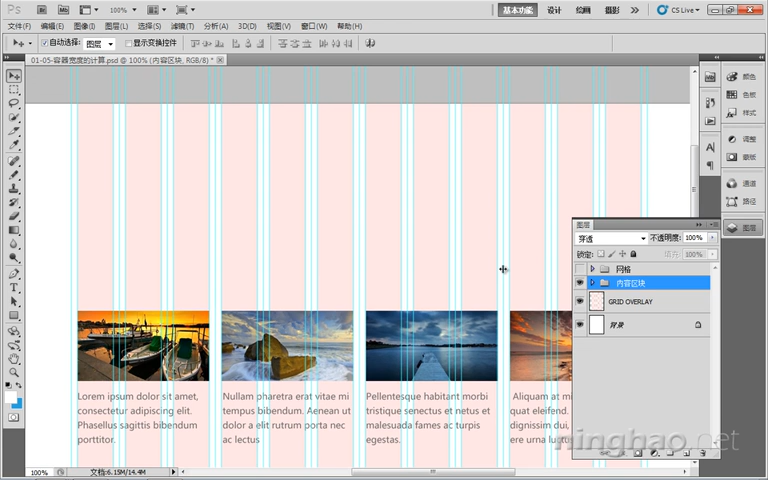 Ps Br Mb 100% 基本功能 设计 绘画 摄影 CS Live
文件(F) 编辑(E) 图像(I) 图层(L) 选择(S) 滤镜(T) 分析(A) 3D(D) 视图(V) 窗口(W) 帮助(H)
自动选择: 图层 显示变换控件
01-05-容器宽度的计算.psd @ 100% (内容区块, RGB/8) *
颜色
色板
样式
调整
蒙版
通道
路径
图层
图层
穿透 不透明度: 100%
锁定: 填充: 100%
网格
内容区块
GRID OVERLAY
背景
Lorem ipsum dolor sit amet,
consectetur adipiscing elit.
Phasellus sagittis bibendum
porttitor.
Nullam pharetra erat vitae mi
tempus bibendum. Aenean ut
dolor a elit rutrum porta nec
ac lectus
Pellentesque habitant morbi
tristique senectus et netus et
malesuada fames ac turpis
egestas.
Aliquam at m
quat eleifend.
dignissim dui,
ere urna luct
ninghao.net
100% 文档:6.15M/14.4M